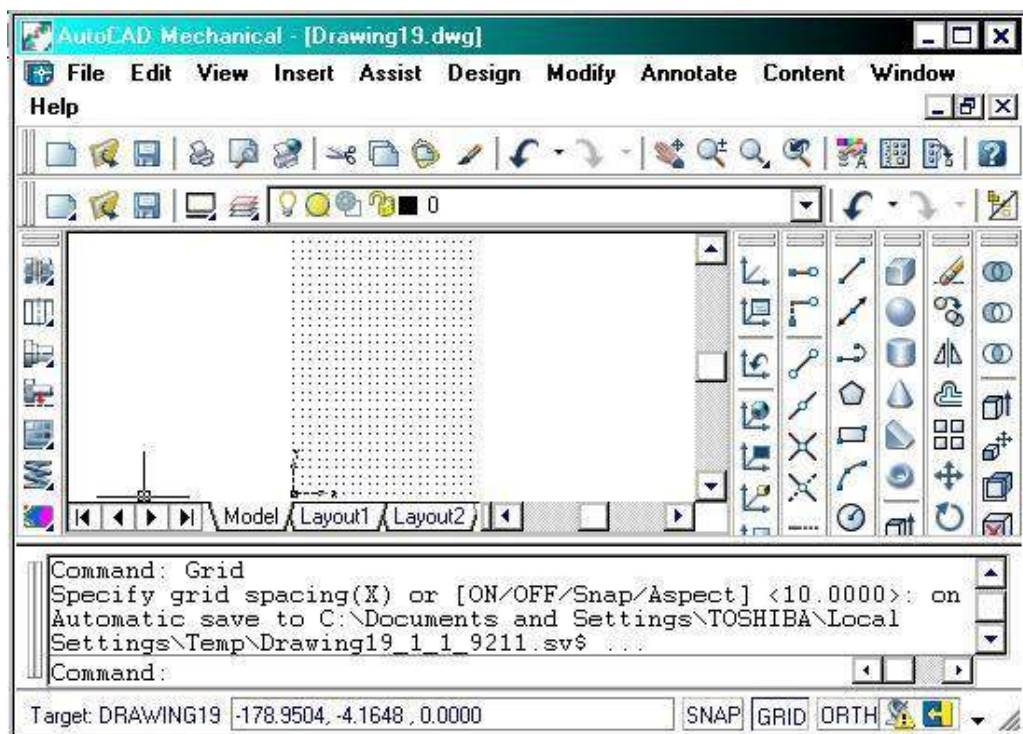 AutoCAD Mechanical - [Drawing19.dwg]
File Edit View Insert Assist Design Modify Annotate Content Window
Help
0
Model Layout1 Layout2
Command: Grid
Specify grid spacing(X) or [ON/OFF/Snap/Aspect] <10.0000>: on
Automatic save to C:\Documents and Settings\TOSHIBA\Local
Settings\Temp\Drawing19_1_1_9211.sv$ ...
Command:
Target: DRAWING19 -178.9504, -4.1648 , 0.0000 SNAP GRID ORTH